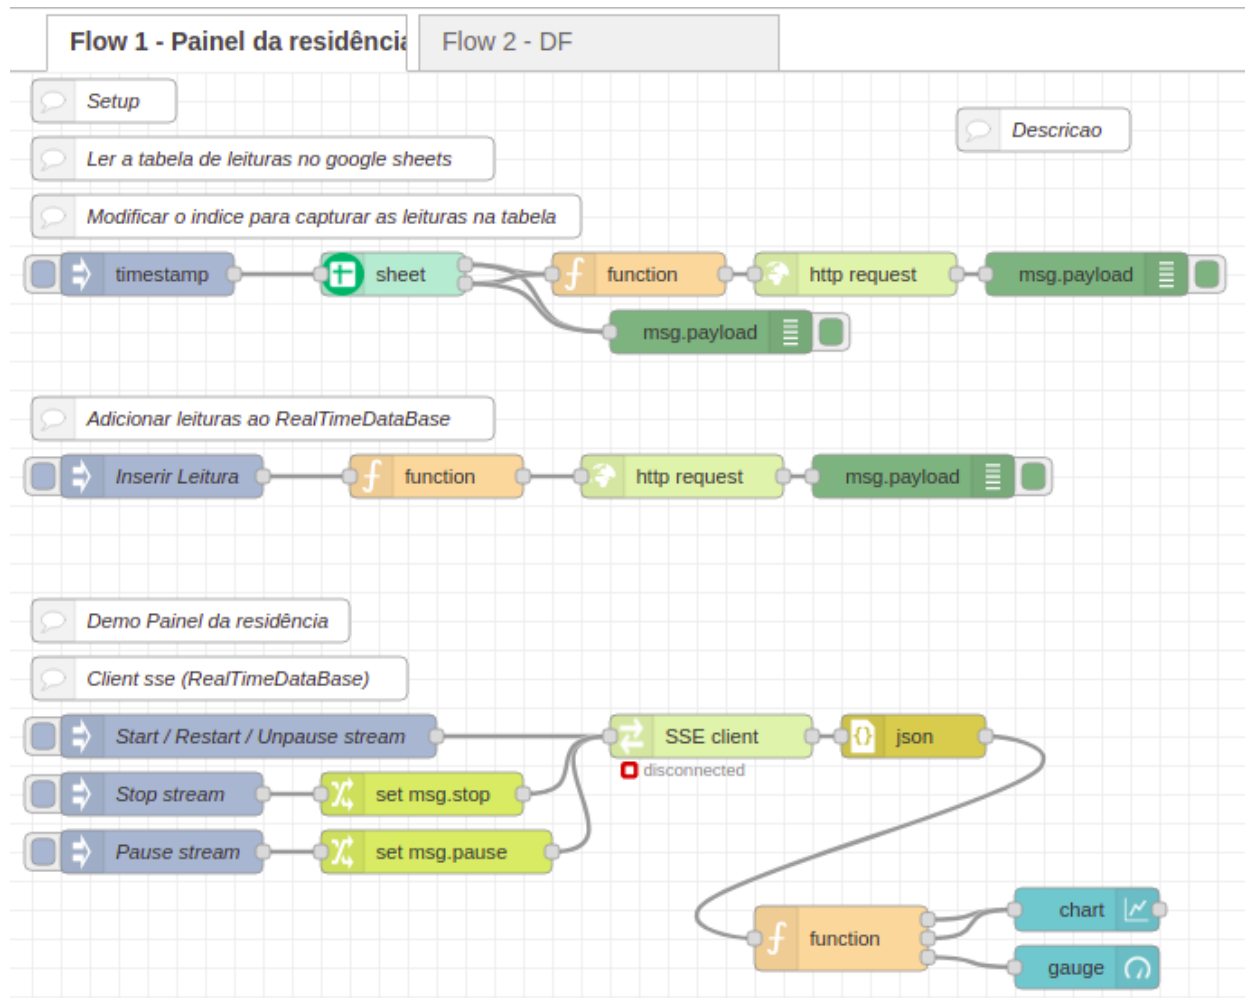 Flow 1 - Painel da residência
Flow 2 - DF
Setup
Descricao
Ler a tabela de leituras no google sheets
Modificar o indice para capturar as leituras na tabela
timestamp
sheet
function
http request
msg.payload
msg.payload
Adicionar leituras ao RealTimeDataBase
Inserir Leitura
function
http request
msg.payload
Demo Painel da residência
Client sse (RealTimeDataBase)
Start / Restart / Unpause stream
SSE client
json
disconnected
Stop stream
set msg.stop
Pause stream
set msg.pause
chart
function
gauge